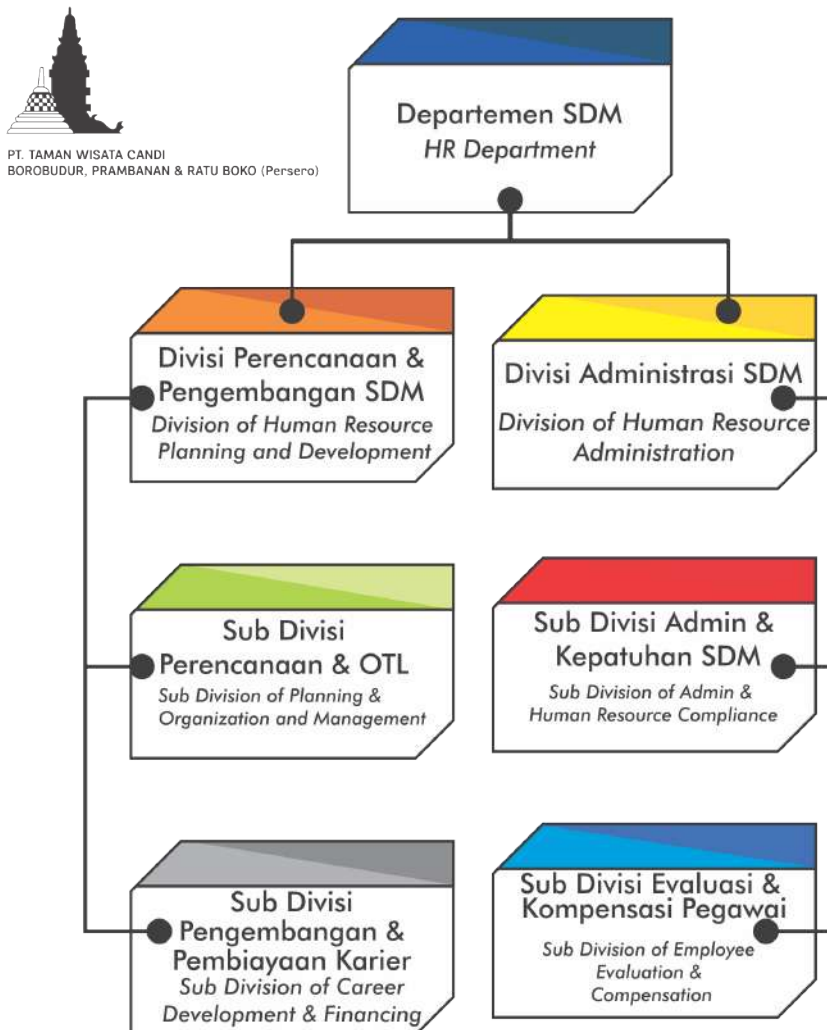 PT. TAMAN WISATA CANDI
BOROBUDUR, PRAMBANAN & RATU BOKO (Persero)
Departemen SDM
HR Department
Divisi Perencanaan &
Pengembangan SDM
Division of Human Resource
Planning and Development
Divisi Administrasi SDM
Division of Human Resource
Administration
Sub Divisi
Perencanaan & OTL
Sub Division of Planning &
Organization and Management
Sub Divisi Admin &
Kepatuhan SDM
Sub Division of Admin &
Human Resource Compliance
Sub Divisi
Pengembangan &
Pembiayaan Karier
Sub Division of Career
Development & Financing
Sub Divisi Evaluasi &
Kompensasi Pegawai
Sub Division of Employee
Evaluation &
Compensation